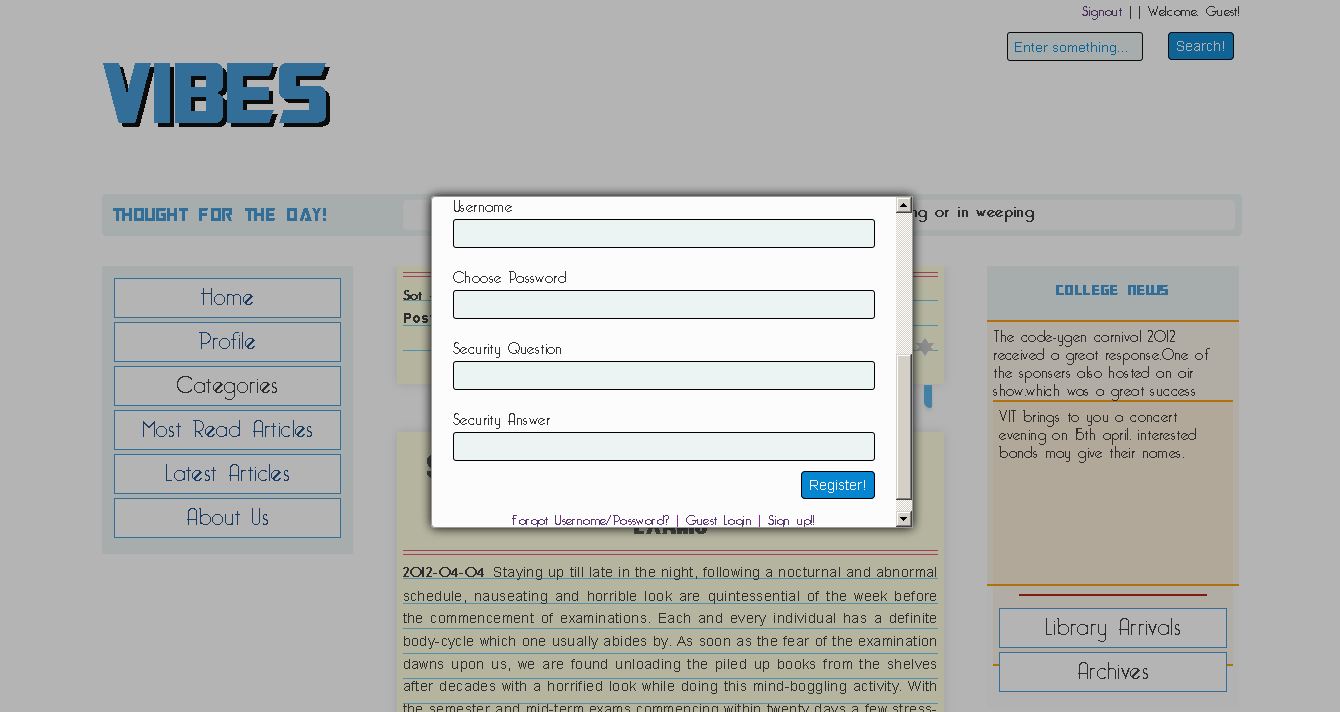 Signout | | Welcome. Guest!
Enter something...
Search!
VIBES
THOUGHT FOR THE DAY!
ng or in weeping
Home
Profile
Categories
Most Read Articles
Latest Articles
About Us
Sot
Pos
Username
Choose Password
Security Question
Security Answer
Register!
Forgot Username/Password? | Guest Login | Sign up!!
2012-04-04 Staying up till late in the night, following a nocturnal and abnormal
schedule, nauseating and horrible look are quintessential of the week before
the commencement of examinations. Each and every individual has a definite
body-cycle which one usually abides by. As soon as the fear of the examination
dawns upon us, we are found unloading the piled up books from the shelves
after decades with a horrified look while doing this mind-boggling activity. With
the semester and mid-term exams commencing within twenty days a few stress-
COLLEGE NEWS
The code-ygen carnival 2012
received a great response.One of
the sponsers also hosted an air
show.which was a great success
VIT brings to you a concert
evening on 15th april. interested
bands may give their names.
Library Arrivals
Archives